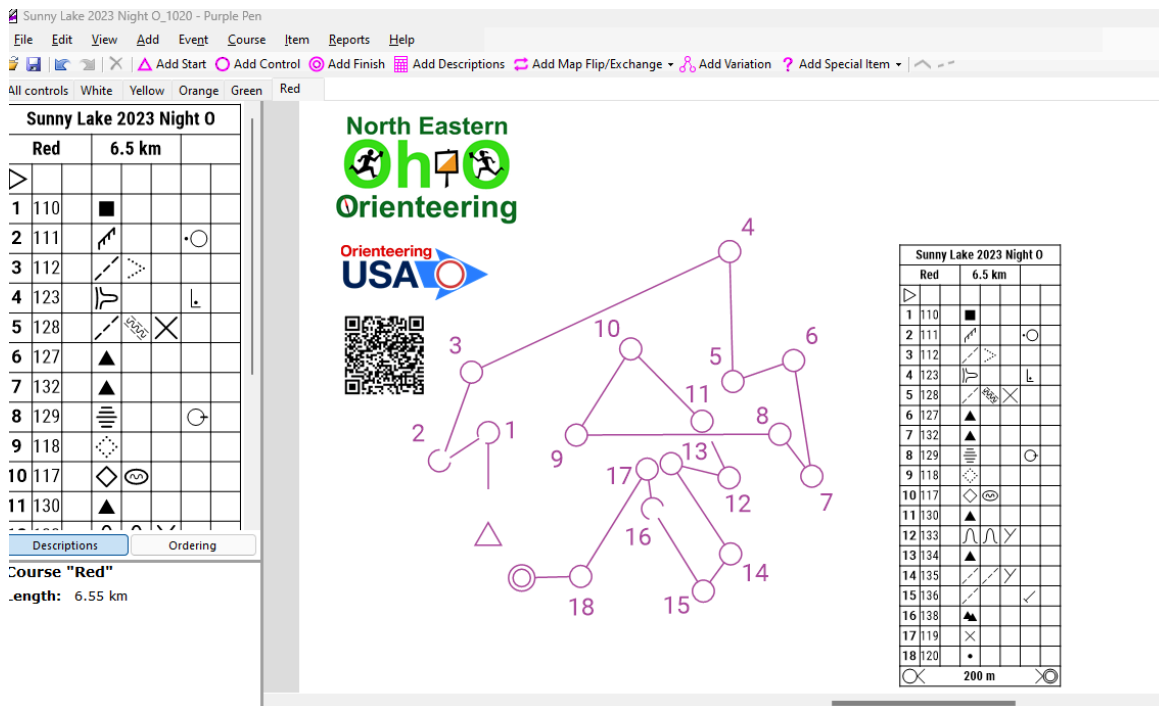 Sunny Lake 2023 Night O_1020 - Purple Pen
File Edit View Add Event Course Item Reports Help
Add Start Add Control Add Finish Add Descriptions Add Map Flip/Exchange Add Variation ? Add Special Item
All controls White Yellow Orange Green Red
Sunny Lake 2023 Night O
Red 6.5 km
1 110
2 111
3 112
4 123
5 128
6 127
7 132
8 129
9 118
10 117
11 130
Descriptions Ordering
Course "Red"
Length: 6.55 km
North Eastern
OhiO
Orienteering
Orienteering
USA
4
10
6
3
5
11
8
2
1
9
13
17
7
12
16
14
15
18
Sunny Lake 2023 Night O
Red 6.5 km
1 110
2 111
3 112
4 123
5 128
6 127
7 132
8 129
9 118
10 117
11 130
12 133
13 134
14 135
15 136
16 138
17 119
18 120
200 m